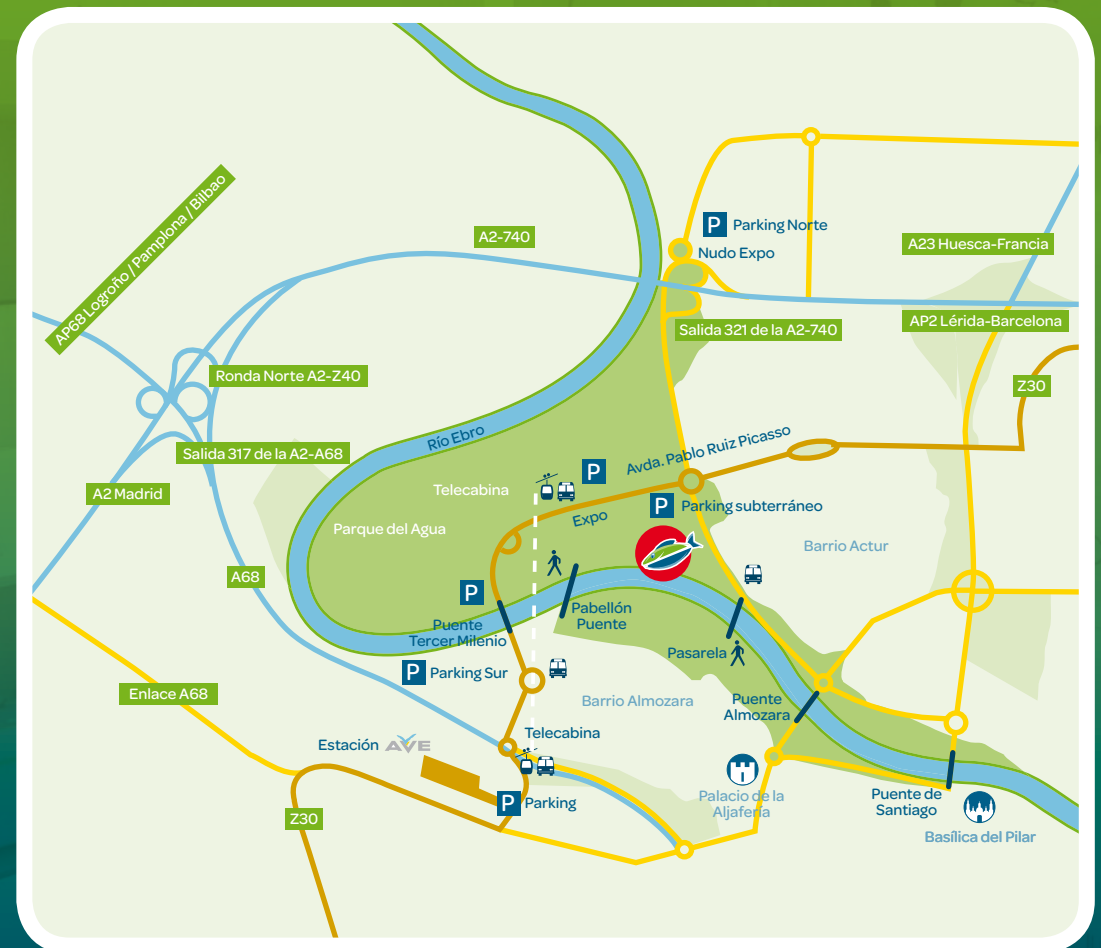 AP68 Logroño / Pamplona / Bilbao
A2-740
P Parking Norte
Nudo Expo
A23 Huesca-Francia
AP2 Lérida-Barcelona
Salida 321 de la A2-740
Ronda Norte A2-Z40
Z30
Río Ebro
Avda. Pablo Ruiz Picasso
Salida 317 de la A2-A68
P
Telecabina
A2 Madrid
P Parking subterráneo
Expo
Parque del Agua
Barrio Actur
A68
P
Pabellón
Puente
Puente
Tercer Milenio
Pasarela
P Parking Sur
Enlace A68
Barrio Almozara
Puente
Almozara
Telecabina
Estación AVE
Palacio de la
Aljafería
P Parking
Puente de
Santiago
Z30
Basílica del Pilar